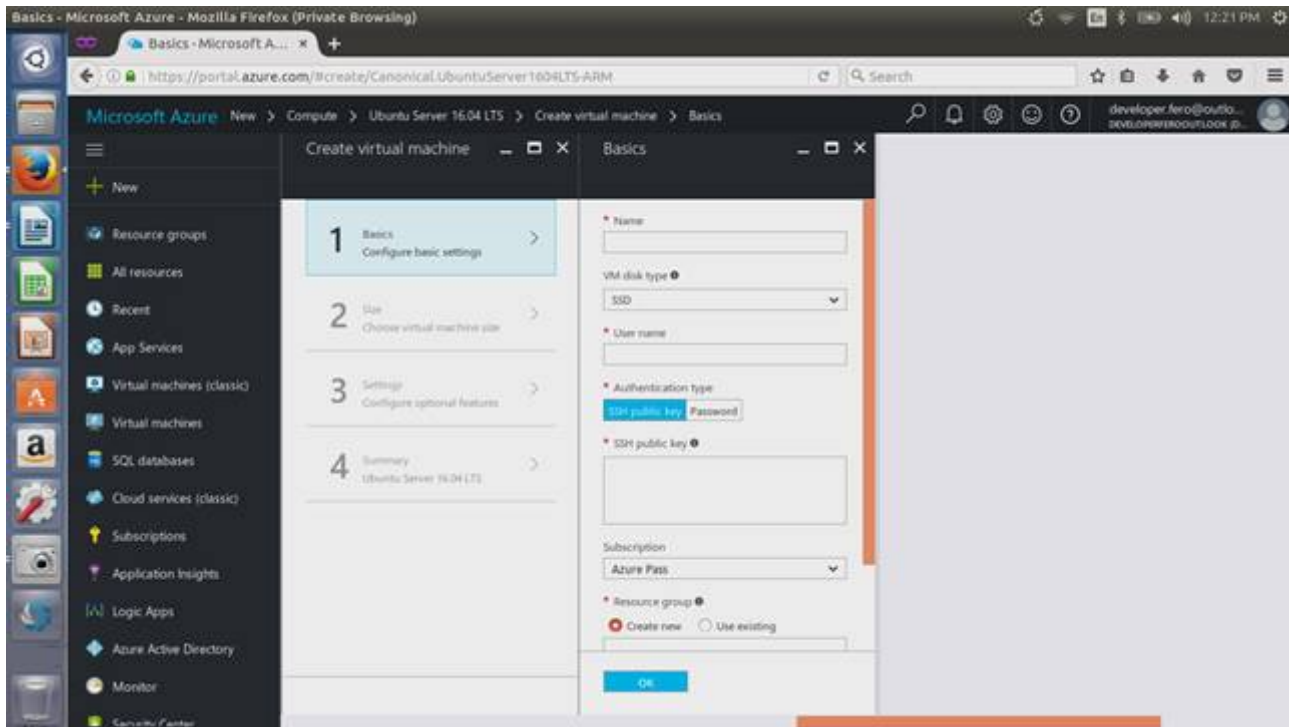 Basics - Microsoft Azure - Mozilla Firefox (Private Browsing)
En
12:21 PM
Basics - Microsoft A...
https://portal.azure.com/#create/Canonical.UbuntuServer1604LTS-ARM
Search
Microsoft Azure New > Compute > Ubuntu Server 16.04 LTS > Create virtual machine > Basics
developer.fero@outlo...
New
Resource groups
All resources
Recent
App Services
Virtual machines (classic)
Virtual machines
SQL databases
Cloud services (classic)
Subscriptions
Application Insights
Logic Apps
Azure Active Directory
Monitor
Security Center
Create virtual machine
1
Basics
Configure basic settings
2
Size
Choose virtual machine size
3
Settings
Configure optional features
4
Summary
Ubuntu Server 16.04 LTS
Basics
* Name
VM disk type
SSD
* User name
* Authentication type
SSH public key Password
* SSH public key
Subscription
Azure Pass
* Resource group
Create new Use existing
OK